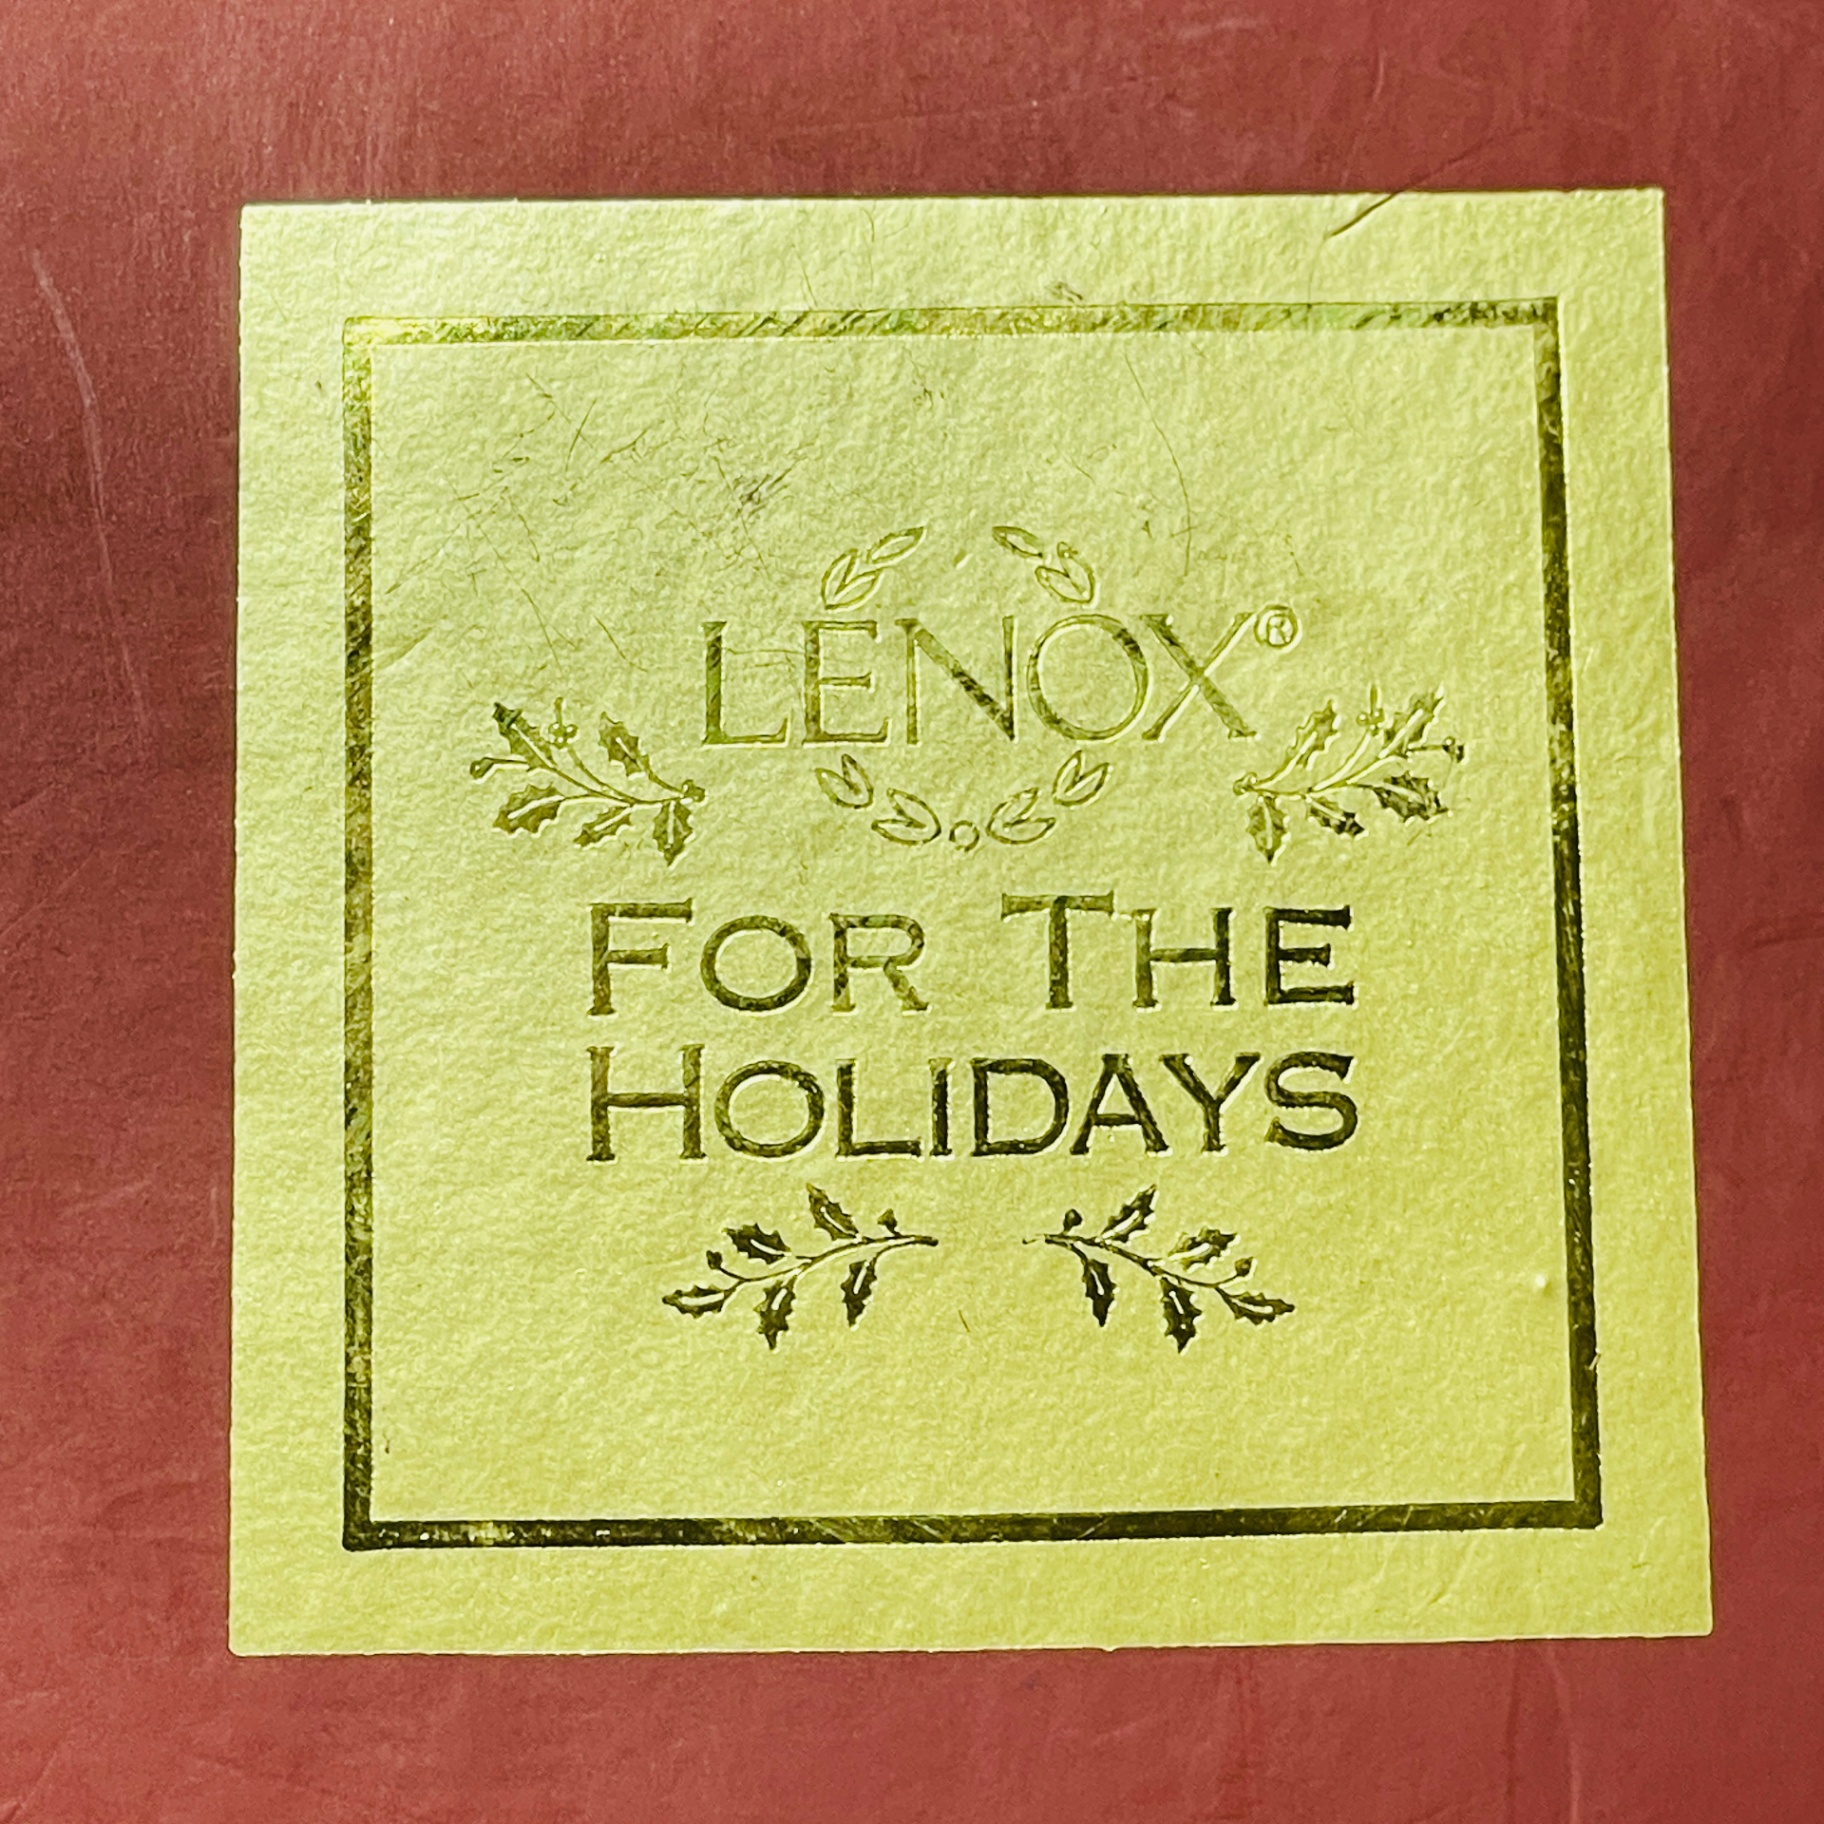 LENOX®
FOR THE
HOLIDAYS